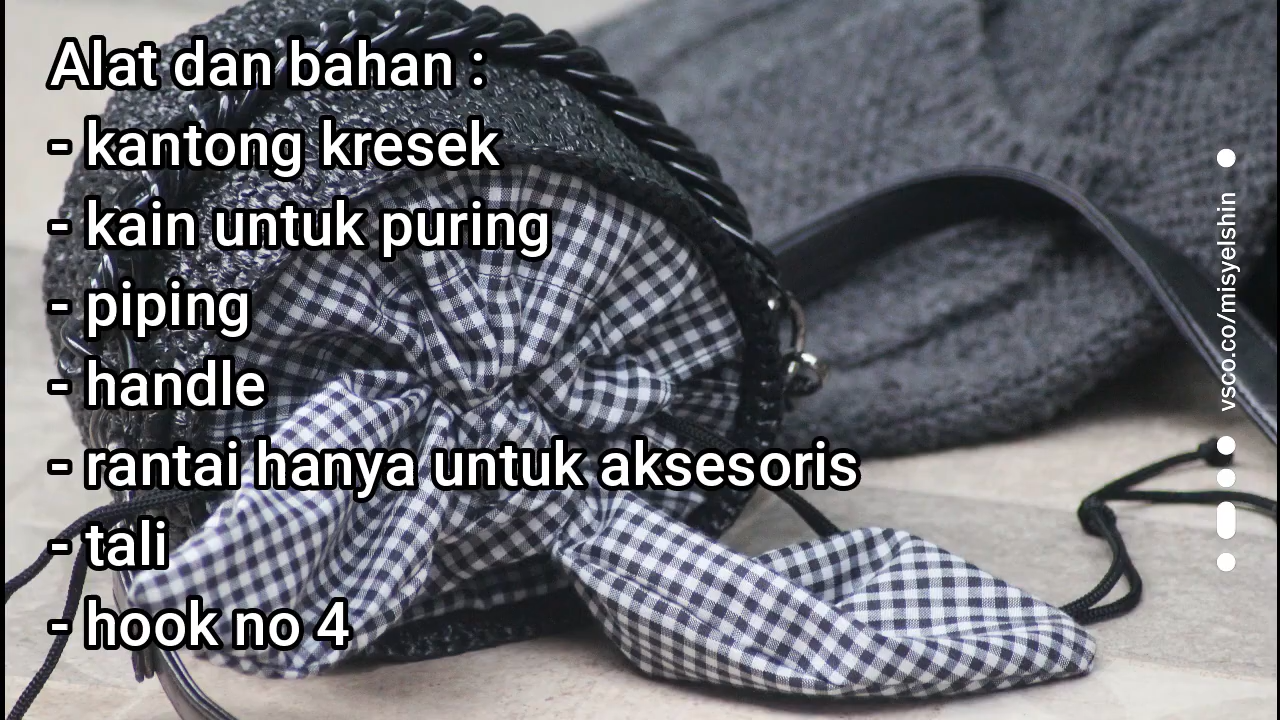 Alat dan bahan :
- kantong kresek
- kain untuk puring
- piping
- handle
- rantai hanya untuk aksesoris
- tali
- hook no 4
vsco.co/misyelshin